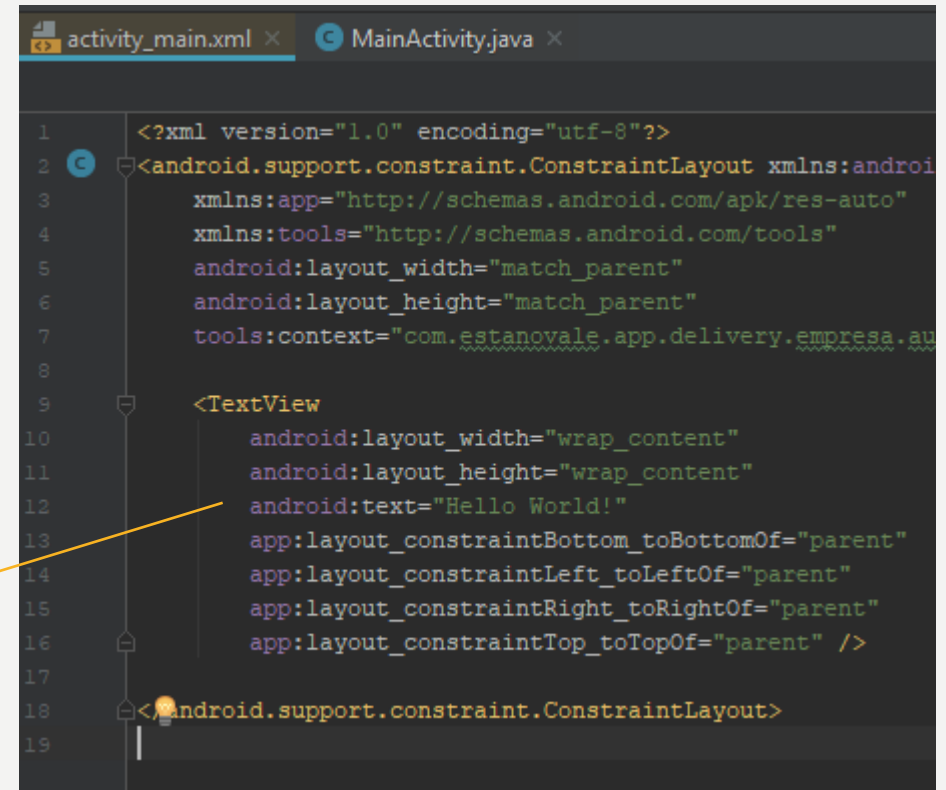 activity_main.xml × MainActivity.java ×
1 <?xml version="1.0" encoding="utf-8"?>
2 <android.support.constraint.ConstraintLayout xmlns:androi
3 xmlns:app="http://schemas.android.com/apk/res-auto"
4 xmlns:tools="http://schemas.android.com/tools"
5 android:layout_width="match_parent"
6 android:layout_height="match_parent"
7 tools:context="com.estanovale.app.delivery.empresa.au
8
9 <TextView
10 android:layout_width="wrap_content"
11 android:layout_height="wrap_content"
12 android:text="Hello World!"
13 app:layout_constraintBottom_toBottomOf="parent"
14 app:layout_constraintLeft_toLeftOf="parent"
15 app:layout_constraintRight_toRightOf="parent"
16 app:layout_constraintTop_toTopOf="parent" />
17
18 </android.support.constraint.ConstraintLayout>
19